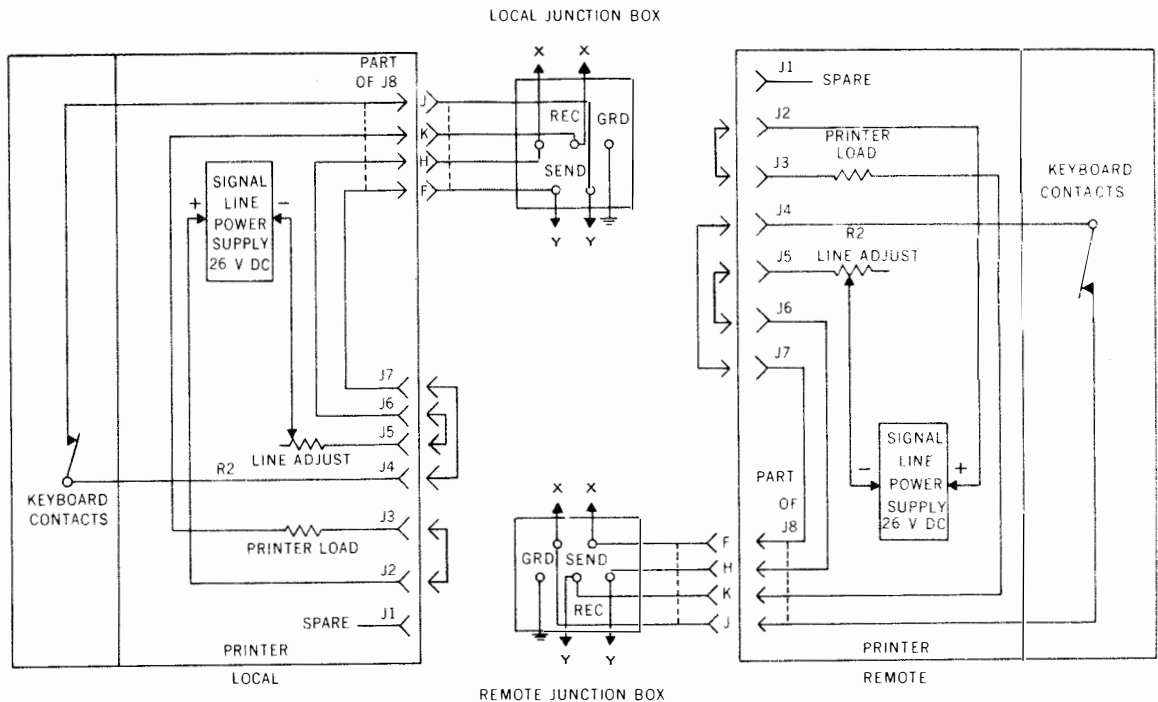 LOCAL JUNCTION BOX
X X
PART
OF J8
J
K
H
F
REC
GRD
SEND
Y Y
+
SIGNAL
LINE
POWER
SUPPLY
26 V DC
-
J7
J6
J5
LINE ADJUST
R2
J4
KEYBOARD
CONTACTS
J3
PRINTER LOAD
J2
SPARE J1
PRINTER
LOCAL
J1
SPARE
J2
PRINTER
LOAD
J3
KEYBOARD
CONTACTS
J4
R2
J5 LINE ADJUST
J6
J7
SIGNAL
LINE
POWER
SUPPLY
26 V DC
-
+
PART
OF
J8
X X
F
H
K
J
GRD SEND
REC
Y Y
PRINTER
REMOTE
REMOTE JUNCTION BOX